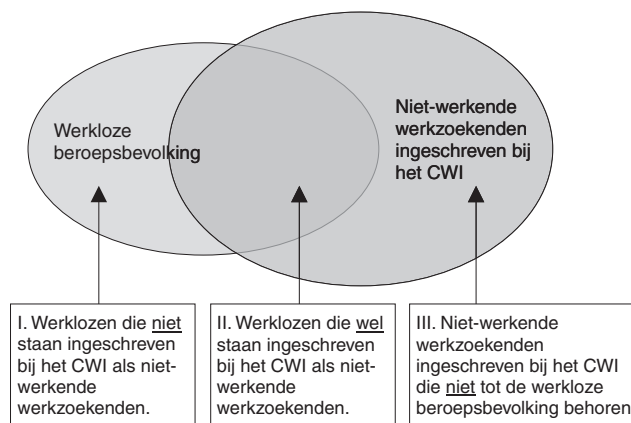 Werkloze
beroepsbevolking
Niet-werkende
werkzoekenden
ingeschreven bij
het CWI
I. Werklozen die niet
staan ingeschreven
bij het CWI als niet-
werkende
werkzoekenden.
II. Werklozen die wel
staan ingeschreven
bij het CWI als niet-
werkende
werkzoekenden.
III. Niet-werkende
werkzoekenden
ingeschreven bij het CWI
die niet tot de werkloze
beroepsbevolking behoren